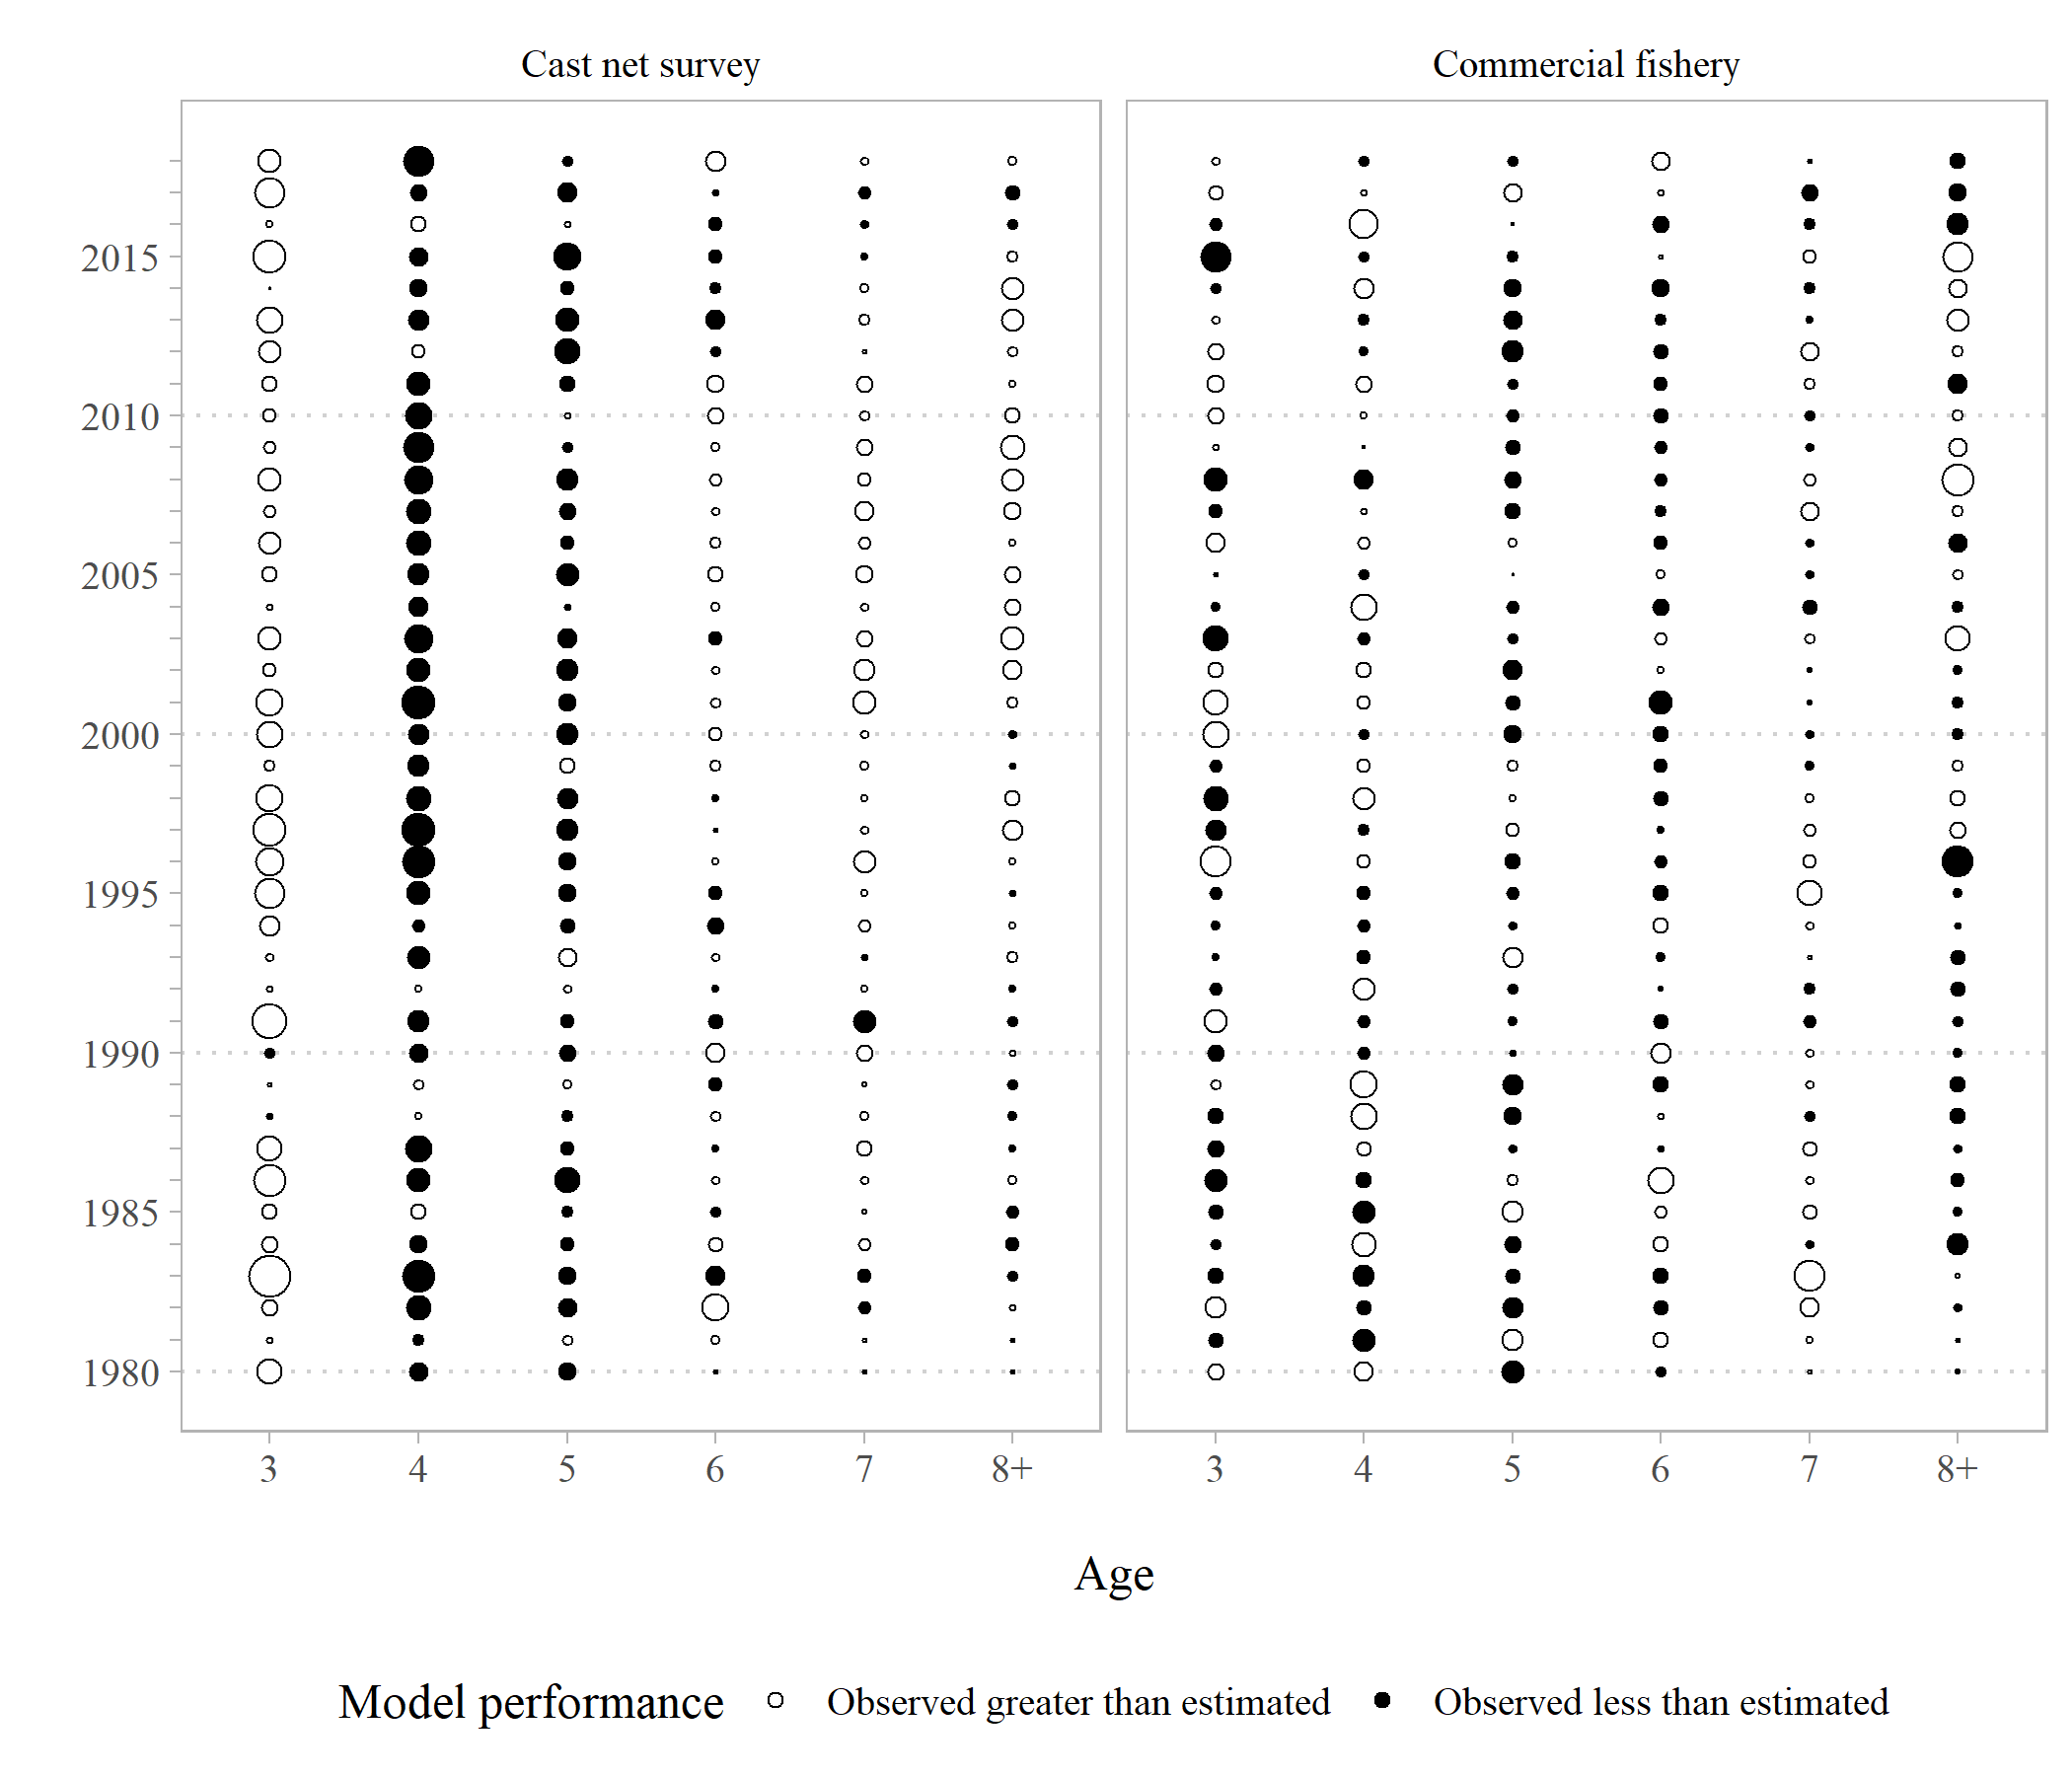 Cast net survey Commercial fishery
2015
2010
2005
2000
1995
1990
1985
1980
3 4 5 6 7 8+ 3 4 5 6 7 8+
Age
Model performance Observed greater than estimated Observed less than estimated